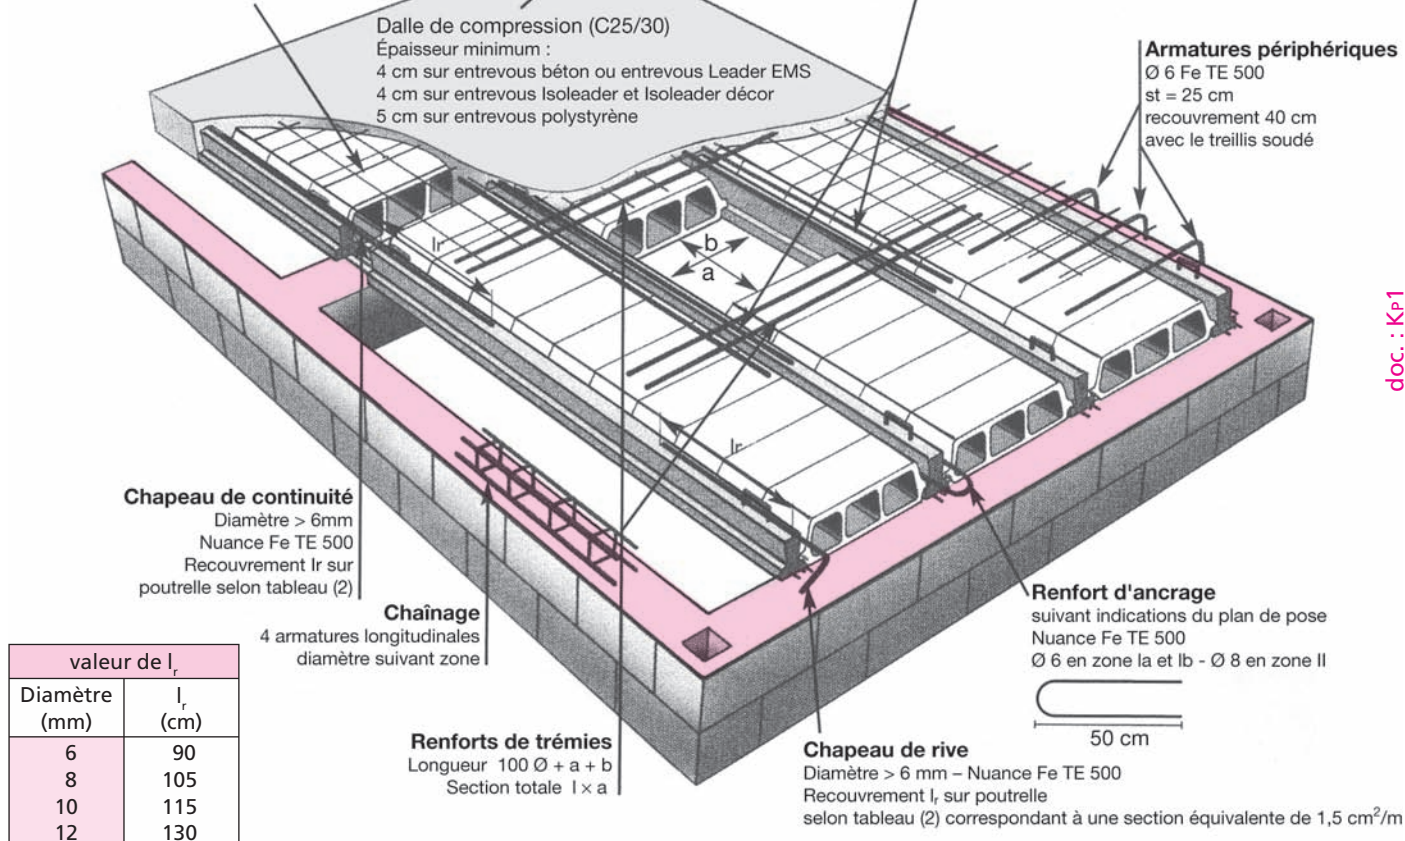 Dalle de compression (C25/30)
Épaisseur minimum :
4 cm sur entrevous béton ou entrevous Leader EMS
4 cm sur entrevous Isoleader et Isoleader décor
5 cm sur entrevous polystyrène
Armatures périphériques
Ø 6 Fe TE 500
st = 25 cm
recouvrement 40 cm
avec le treillis soudé
lr
b
a
lr
doc. : KP1
Chapeau de continuité
Diamètre > 6mm
Nuance Fe TE 500
Recouvrement lr sur
poutrelle selon tableau (2)
Chaînage
4 armatures longitudinales
diamètre suivant zone
Renforts de trémies
Longueur 100 Ø + a + b
Section totale l x a
Renfort d'ancrage
suivant indications du plan de pose
Nuance Fe TE 500
Ø 6 en zone Ia et Ib - Ø 8 en zone II
50 cm
Chapeau de rive
Diamètre > 6 mm – Nuance Fe TE 500
Recouvrement lr sur poutrelle
selon tableau (2) correspondant à une section équivalente de 1,5 cm²/m
valeur de lr
Diamètre (mm) lr (cm)
6 90
8 105
10 115
12 130